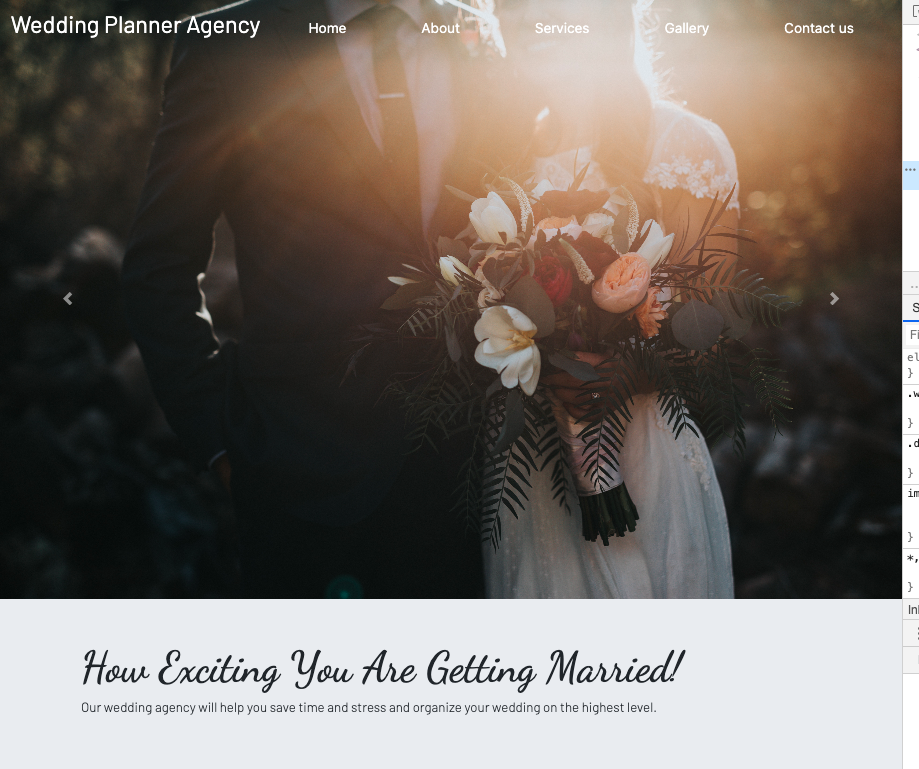 Wedding Planner Agency
Home
About
Services
Gallery
Contact us
How Exciting You Are Getting Married!
Our wedding agency will help you save time and stress and organize your wedding on the highest level.
...
}
}
}
}
}